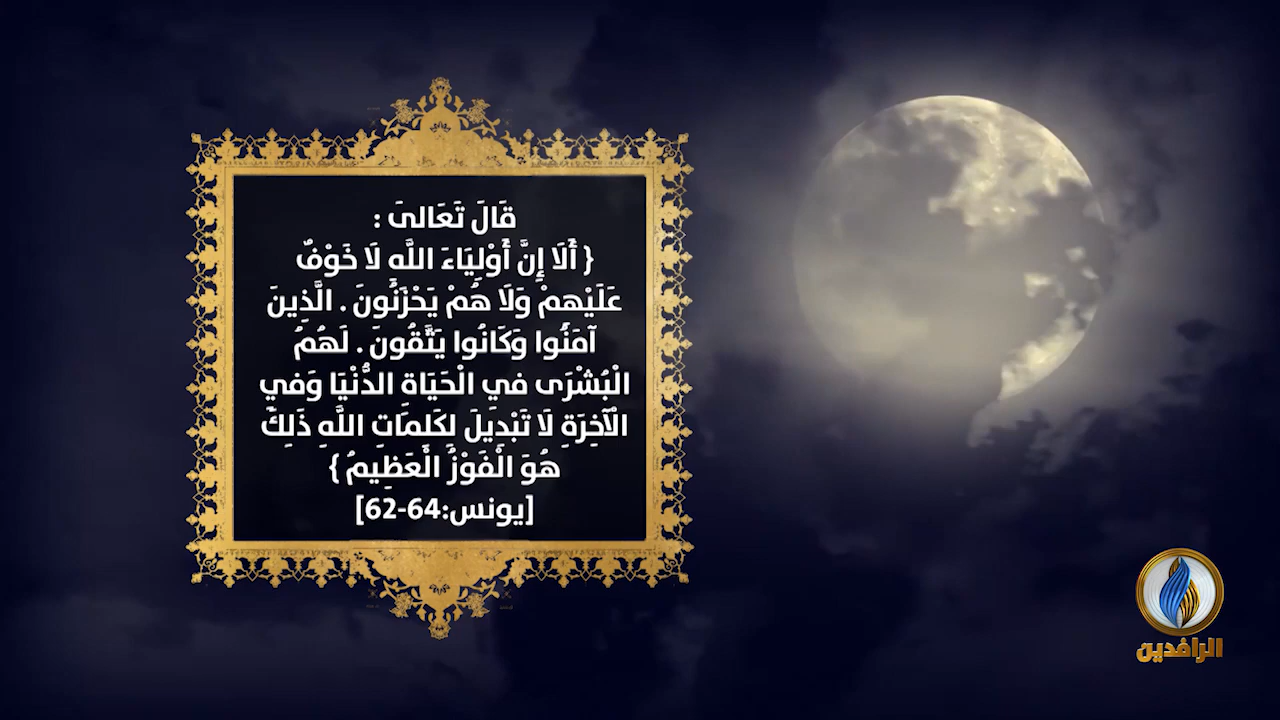 قَالَ تَعَالىَ :
{ أَلَا إِنَّ أَوْلِيَاءَ اللَّهِ لَا خَوْفٌ
عَلَيْهِمْ وَلَا هُمْ يَحْزَنُونَ . الَّذِينَ
آمَنُوا وَكَانُوا يَتَّقُونَ . لَهُمُ
الْبُشْرَى فِي الْحَيَاةِ الدُّنْيَا وَفِي
الْآخِرَةِ لَا تَبْدِيلَ لِكَلِمَاتِ اللَّهِ ذَلِكَ
هُوَ الْفَوْزُ الْعَظِيمُ }
[يونس:64-62]
الرافدين